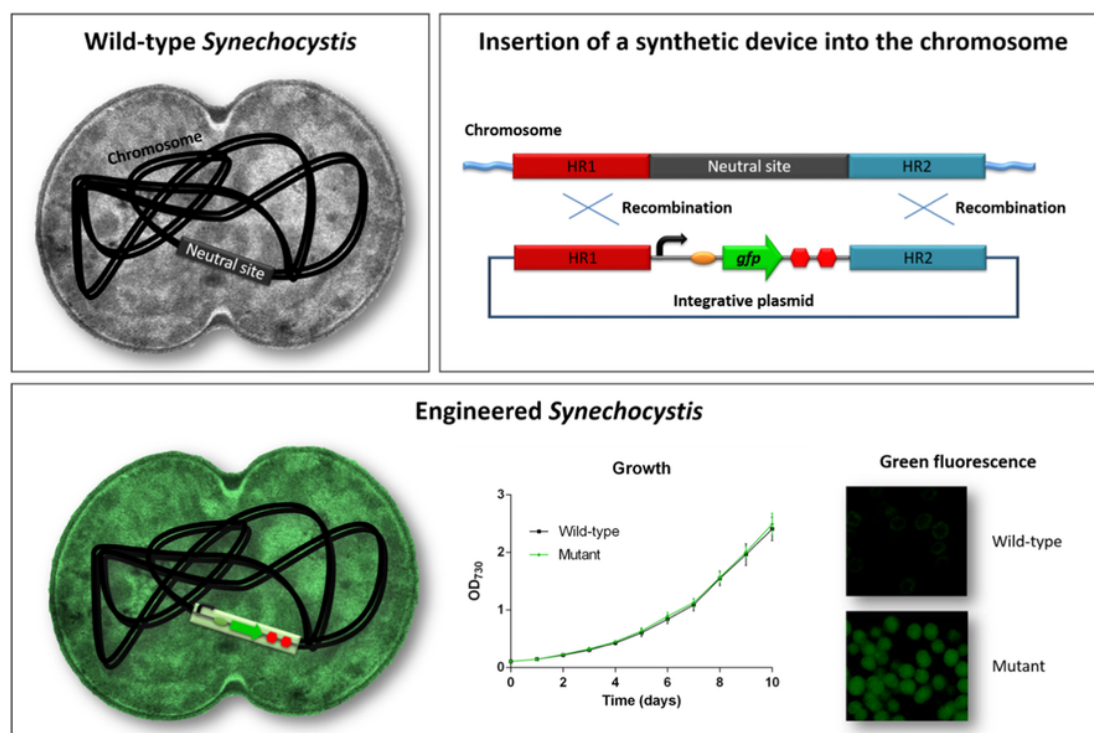 Wild-type Synechocystis
Chromosome
Neutral site
Insertion of a synthetic device into the chromosome
Chromosome
HR1 Neutral site HR2
Recombination Recombination
HR1 gfp HR2
Integrative plasmid
Engineered Synechocystis
Growth
3
2
1
0
OD730
Wild-type
Mutant
0 2 4 6 8 10
Time (days)
Green fluorescence
Wild-type
Mutant